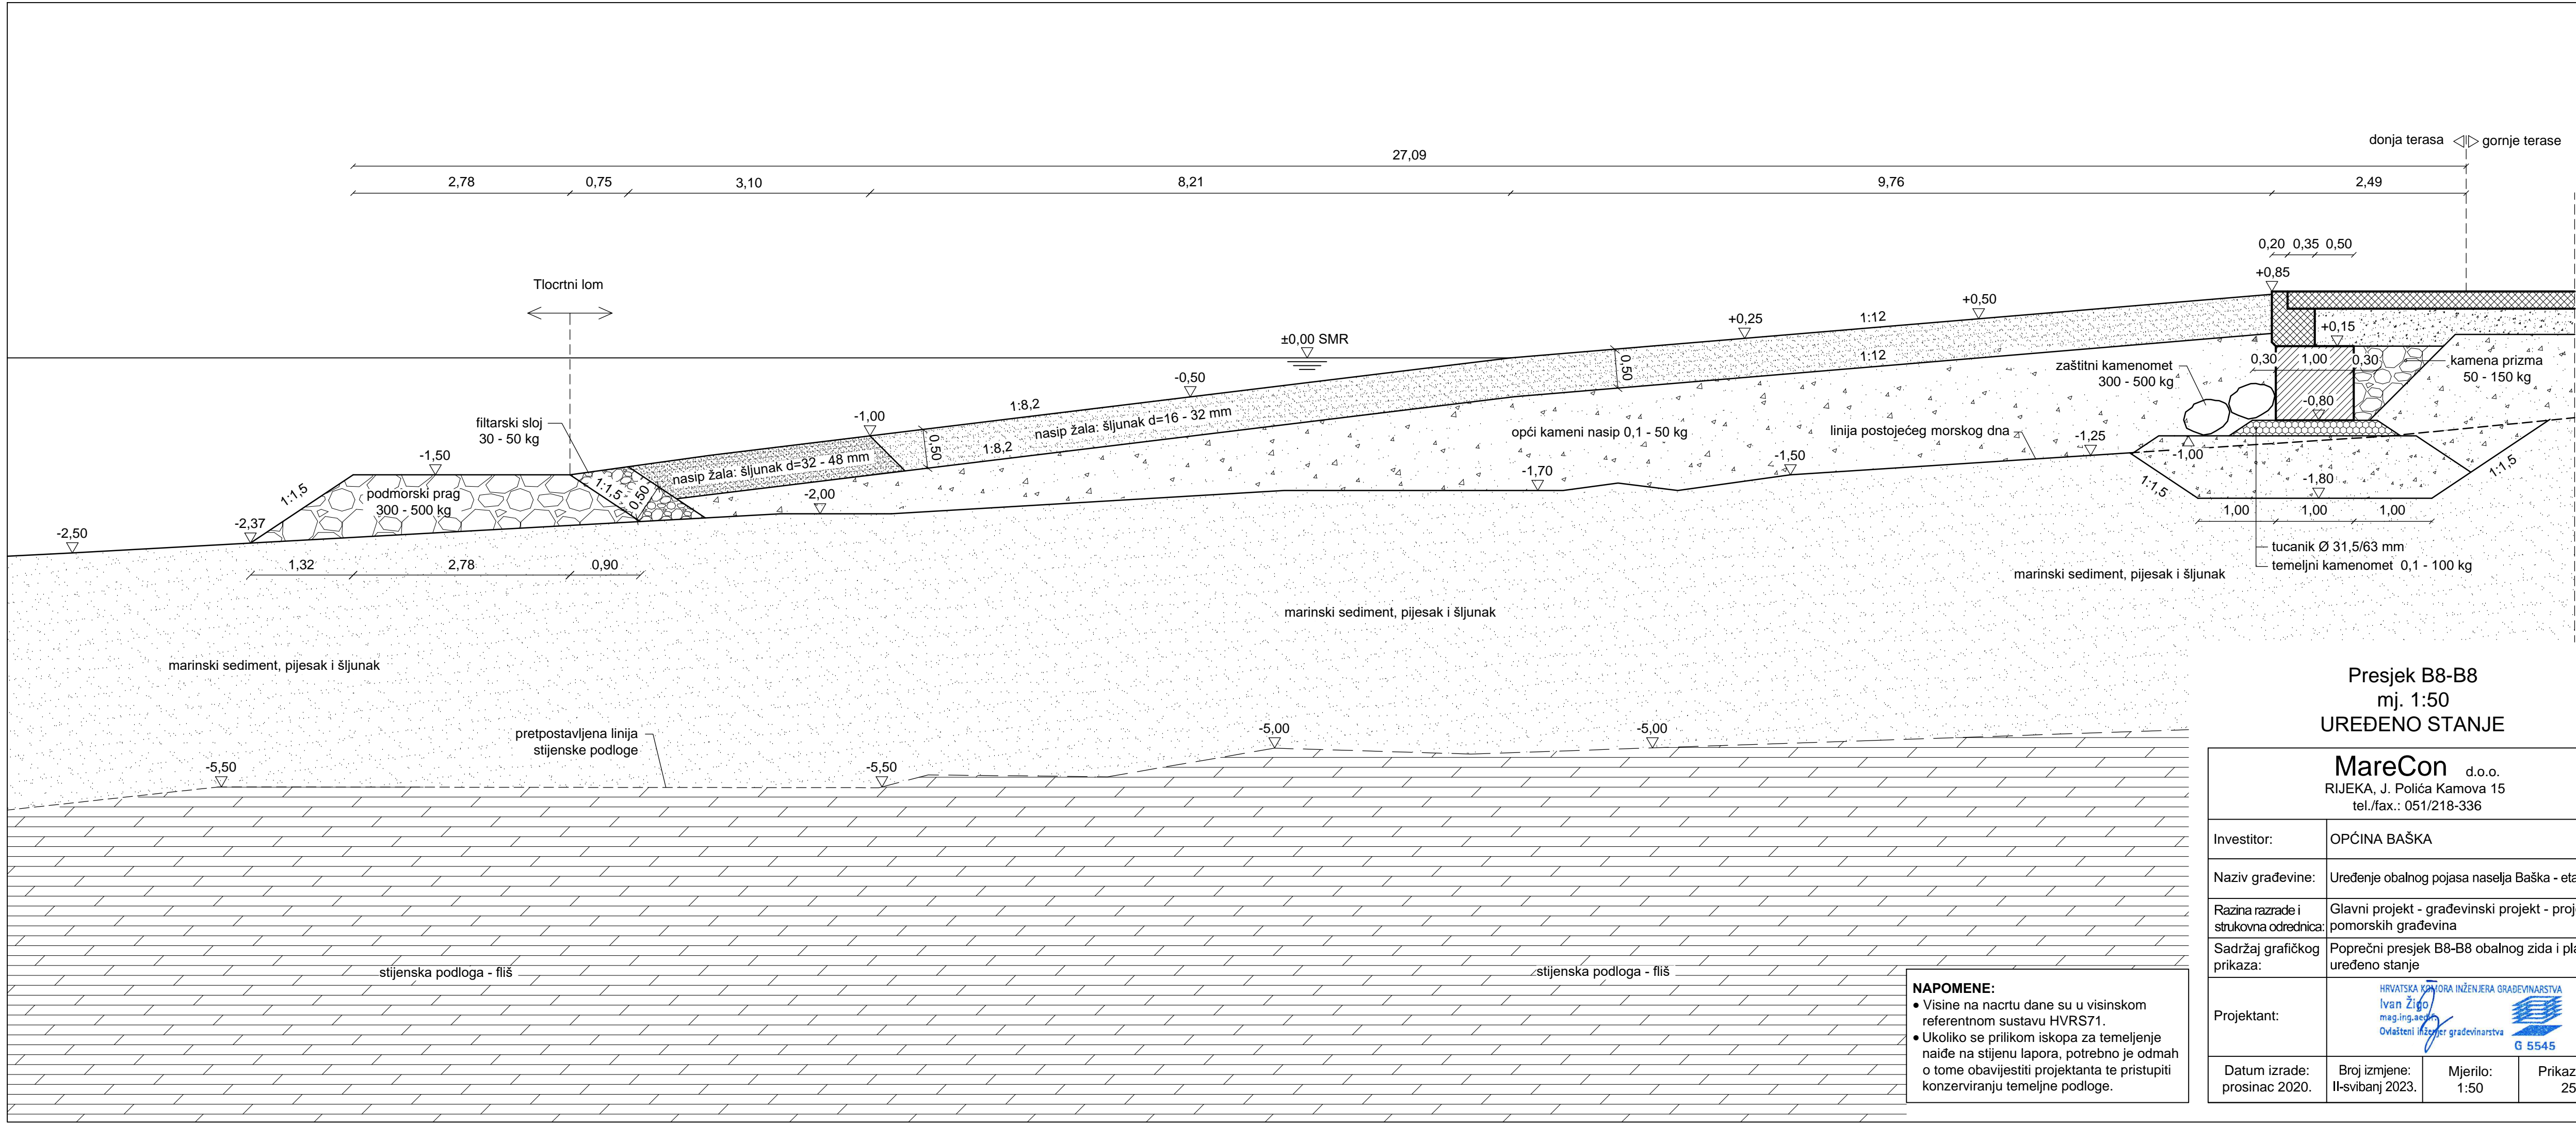 donja terasa
gornje terase
27,09
2,78
0,75
3,10
8,21
9,76
2,49
0,20
0,35
0,50
+0,85
Tlocrtni lom
±0,00 SMR
+0,25
1:12
+0,50
1:12
+0,15
0,50
zaštitni kamenomet
300 - 500 kg
0,30
1,00
0,30
kamena prizma
50 - 150 kg
-0,50
-0,80
1:8,2
-1,00
nasip žala: šljunak d=16 - 32 mm
filtarski sloj
30 - 50 kg
0,50
1:8,2
opći kameni nasip 0,1 - 50 kg
linija postojećeg morskog dna
-1,25
-1,00
-1,50
nasip žala: šljunak d=32 - 48 mm
-1,50
-1,70
1:1,5
podmorski prag
300 - 500 kg
1:1,5
0,50
-2,00
1:1,5
-1,80
1:1,5
1,00
1,00
1,00
-2,50
-2,37
1,32
2,78
0,90
tucanik Ø 31,5/63 mm
temeljni kamenomet 0,1 - 100 kg
marinski sediment, pijesak i šljunak
marinski sediment, pijesak i šljunak
marinski sediment, pijesak i šljunak
pretpostavljena linija
stijenske podloge
-5,50
-5,50
-5,00
-5,00
stijenska podloga - fliš
stijenska podloga - fliš
NAPOMENE:
• Visine na nacrtu dane su u visinskom
referentnom sustavu HVRS71.
• Ukoliko se prilikom iskopa za temeljenje
naiđe na stijenu lapora, potrebno je odmah
o tome obavijestiti projektanta te pristupiti
konzerviranju temeljne podloge.
Presjek B8-B8
mj. 1:50
UREĐENO STANJE
MareCon d.o.o.
RIJEKA, J. Polića Kamova 15
tel./fax.: 051/218-336
Investitor:
OPĆINA BAŠKA
Naziv građevine:
Uređenje obalnog pojasa naselja Baška - eta
Razina razrade i
strukovna odrednica:
Glavni projekt - građevinski projekt - proj
pomorskih građevina
Sadržaj grafičkog
prikaza:
Poprečni presjek B8-B8 obalnog zida i pla
uređeno stanje
Projektant:
HRVATSKA KOMORA INŽENJERA GRAĐEVINARSTVA
Ivan Žigo
mag.ing.aedif.
Ovlašteni inženjer građevinarstva
G 5545
Datum izrade:
prosinac 2020.
Broj izmjene:
II-svibanj 2023.
Mjerilo:
1:50
Prikaz
25